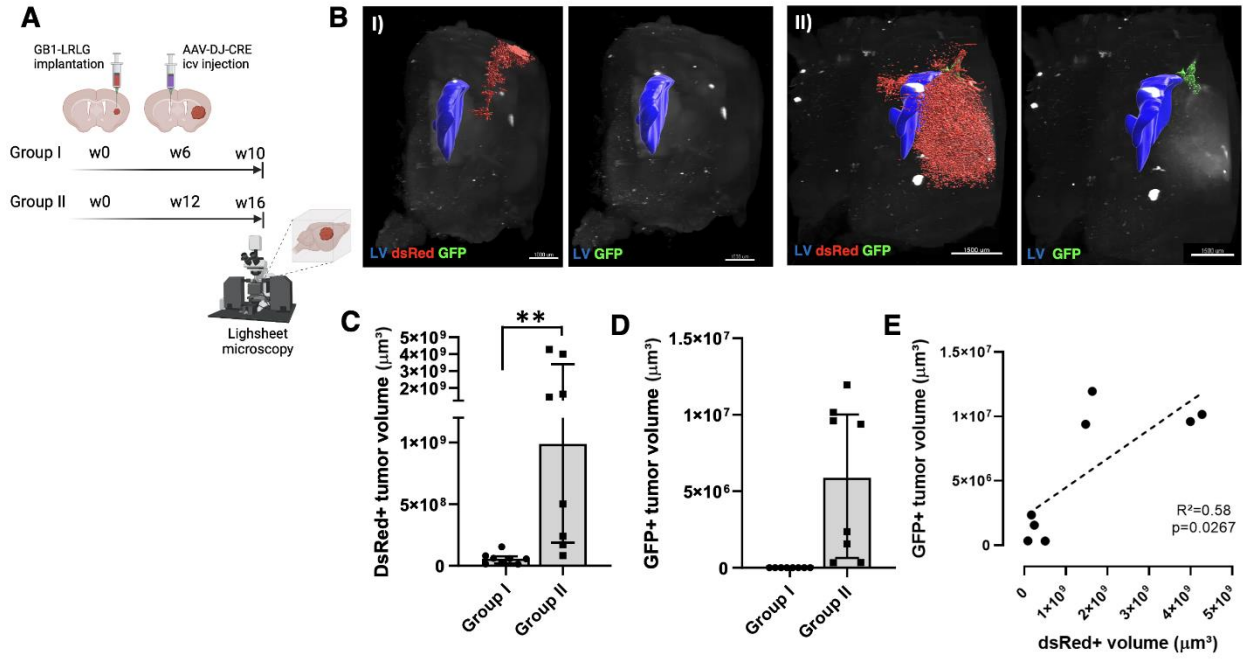 A
GB1-LRLG
implantation
AAV-DJ-CRE
icv injection
Group I
w0
w6
w10
Group II
w0
w12
w16
Lighsheet
microscopy
B
I)
LV dsRed GFP
LV GFP
II)
LV dsRed GFP
1500 um
LV GFP
1500 um
C
**
DsRed+ tumor volume (µm³)
5×10⁹
4×10⁹
3×10⁹
2×10⁹
1×10⁹
5×10⁸
0
Group I
Group II
D
GFP+ tumor volume (µm³)
1.5×10⁷
1×10⁷
5×10⁶
0
Group I
Group II
E
GFP+ tumor volume (µm³)
1.5×10⁷
1×10⁷
5×10⁶
0
R²=0.58
p=0.0267
0
1×10⁹
2×10⁹
3×10⁹
4×10⁹
5×10⁹
dsRed+ volume (µm³)